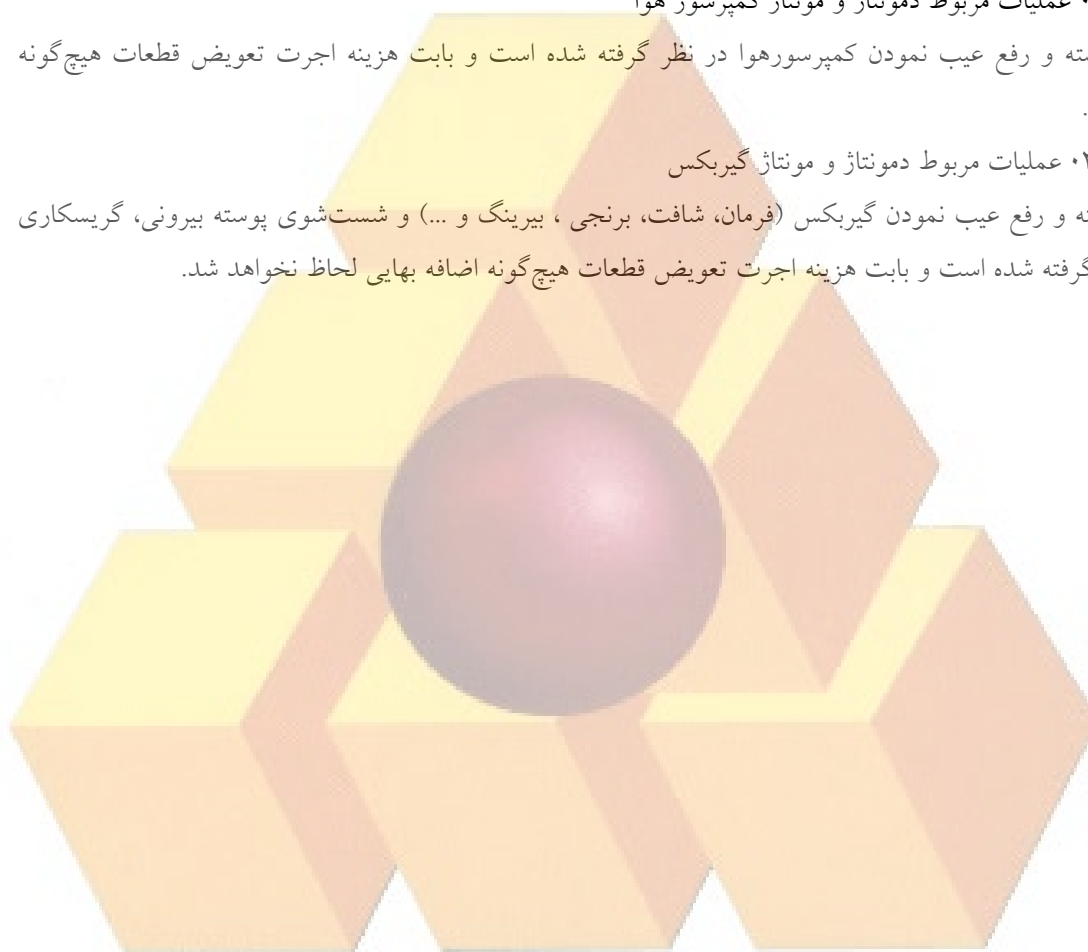 عملیات مربوط دمونتاژ و مونتاژ کمپرسور هوا
و رفع عیب نمودن کمپرسورهوا در نظر گرفته شده است و بابت هزینه اجرت تعویض قطعات هیچ‌گونه
.
عملیات مربوط دمونتاژ و مونتاژ گیربکس
و رفع عیب نمودن گیربکس (فرمان، شافت، برنجی ، بیرینگ و ...) و شست‌شوی پوسته بیرونی، گریسکاری
گرفته شده است و بابت هزینه اجرت تعویض قطعات هیچ‌گونه اضافه بهایی لحاظ نخواهد شد.